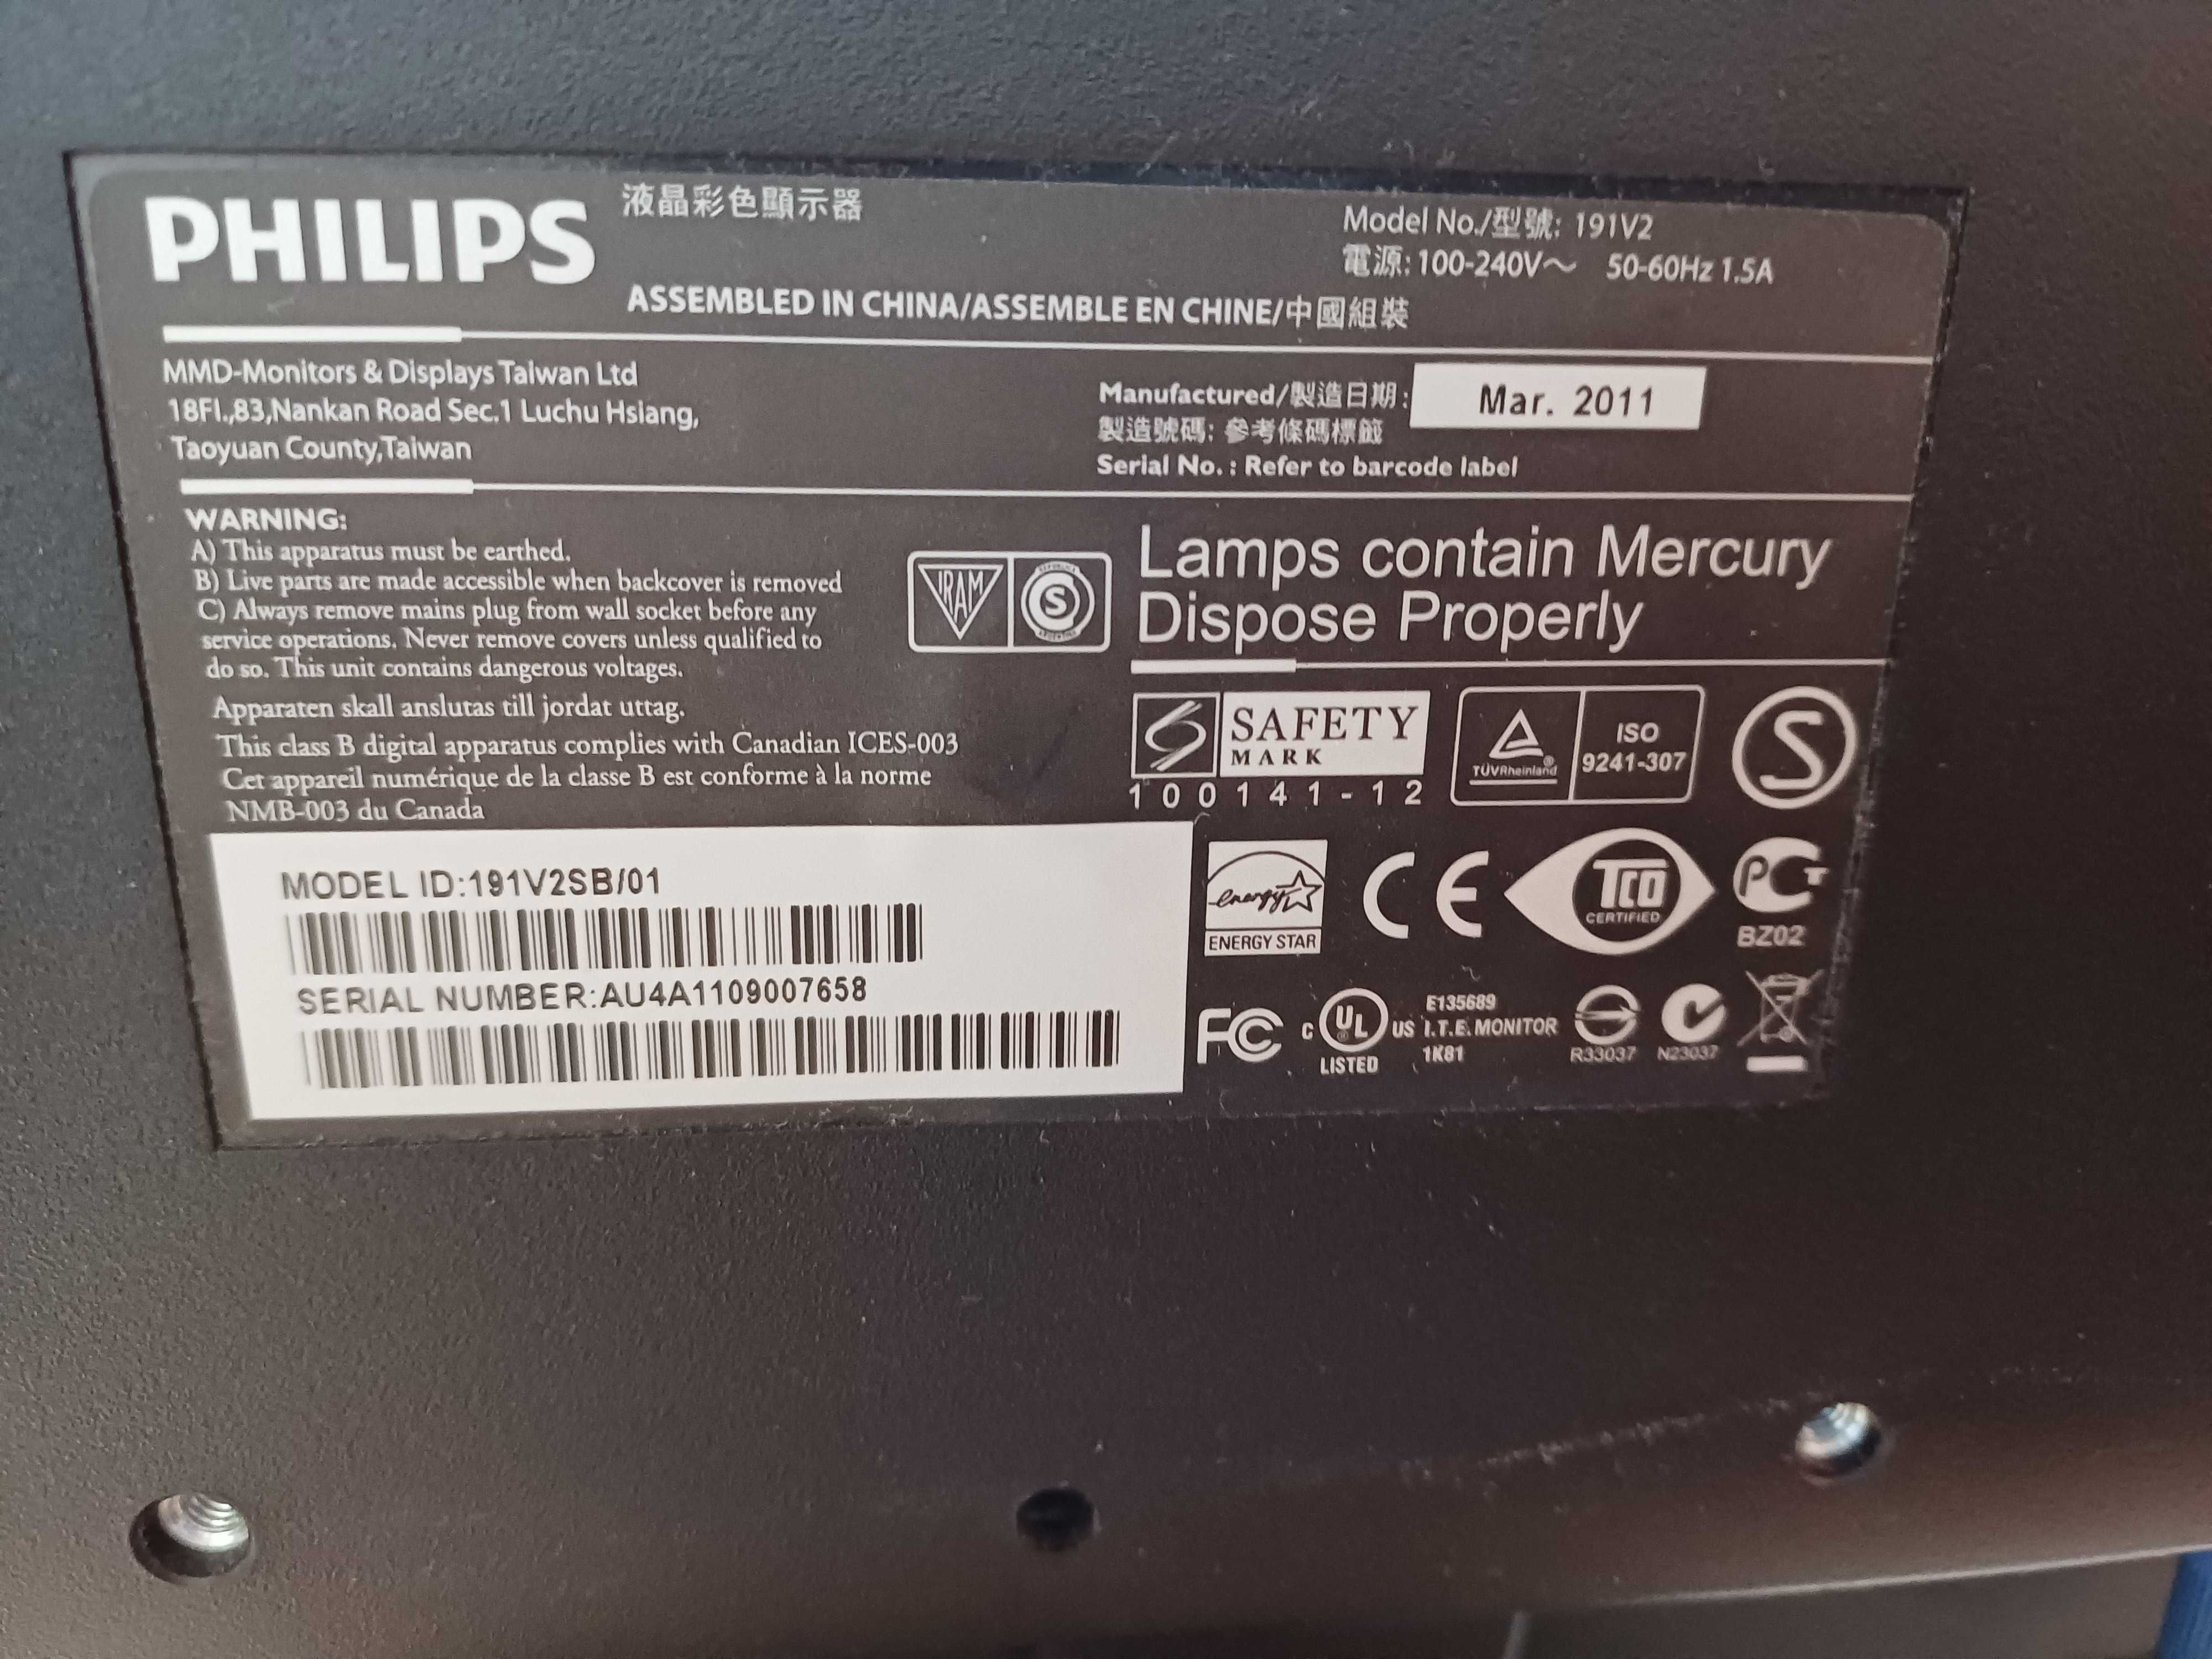 PHILIPS 液晶彩色顯示器
Model No./型號: 191V2
電源: 100-240V～ 50-60Hz 1.5A
ASSEMBLED IN CHINA/ASSEMBLE EN CHINE/中國組裝
MMD-Monitors & Displays Taiwan Ltd
18Fl.,83,Nankan Road Sec.1 Luchu Hsiang,
Taoyuan County,Taiwan
Manufactured/製造日期: Mar. 2011
製造號碼: 參考條碼標籤
Serial No. : Refer to barcode label
WARNING:
A) This apparatus must be earthed.
B) Live parts are made accessible when backcover is removed
C) Always remove mains plug from wall socket before any
service operations. Never remove covers unless qualified to
do so. This unit contains dangerous voltages.
Apparaten skall anslutas till jordat uttag.
This class B digital apparatus complies with Canadian ICES-003
Cet appareil numérique de la classe B est conforme à la norme
NMB-003 du Canada
IRAM
S
Lamps contain Mercury
Dispose Properly
SAFETY
MARK
100141-12
TÜVRheinland®
ISO
9241-307
S
MODEL ID:191V2SB/01
SERIAL NUMBER:AU4A1109007658
energy
ENERGY STAR
CE
TCO
CERTIFIED
PCT
BZ02
FC
C UL® US
LISTED
E135689
I.T.E. MONITOR
1K81
R33037
N23037